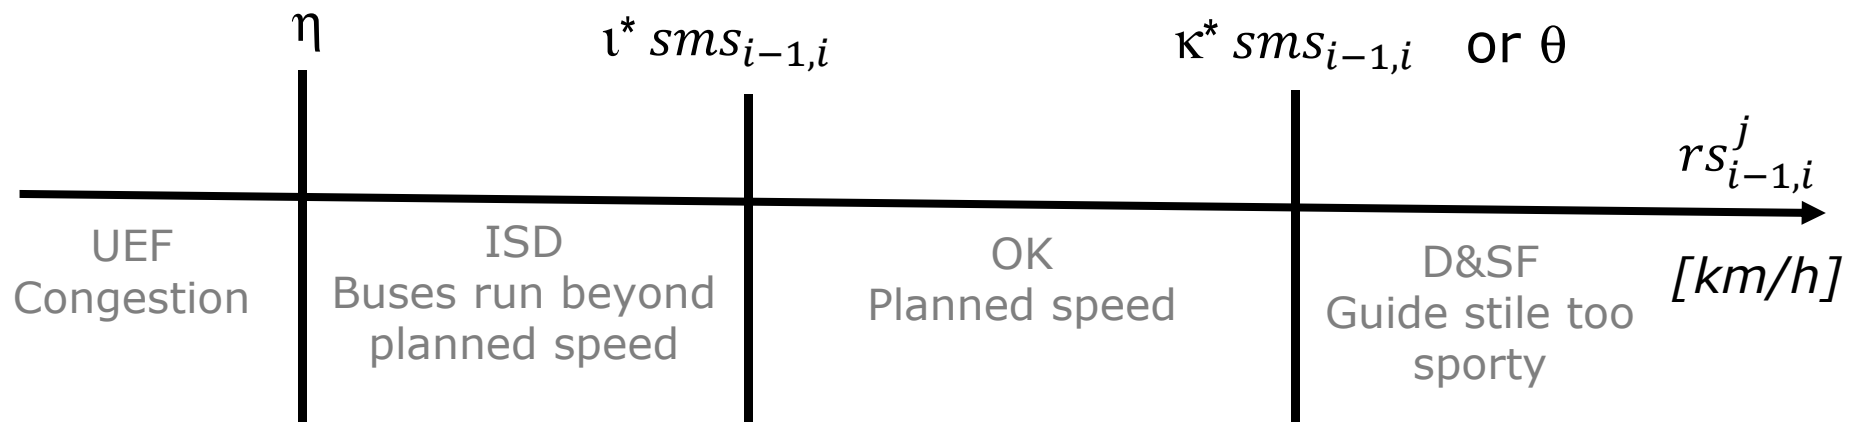 η
ι* sms_{i−1,i}
κ* sms_{i−1,i} or θ
rs^{j}_{i−1,i}
[km/h]
UEF
Congestion
ISD
Buses run beyond
planned speed
OK
Planned speed
D&SF
Guide stile too
sporty